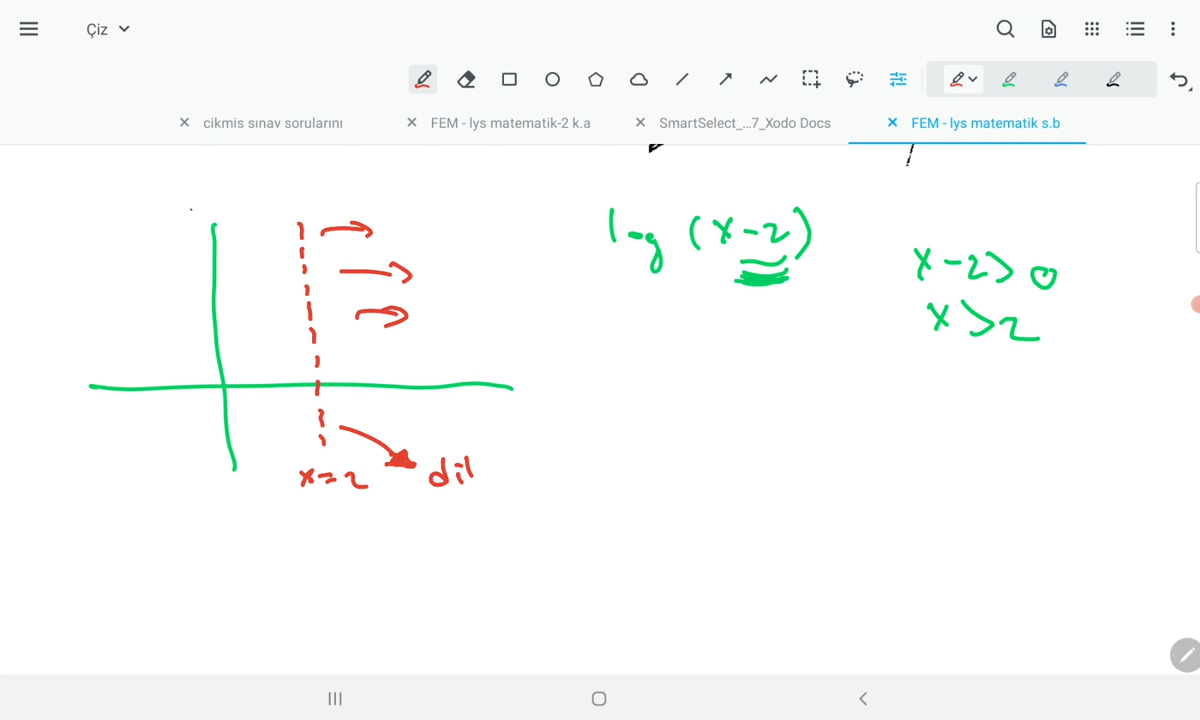 Çiz
cikmis sınav sorularını
FEM - lys matematik-2 k.a
SmartSelect_...7_Xodo Docs
FEM - lys matematik s.b
log (x-2)
x-2>0
x>2
x=2
dil